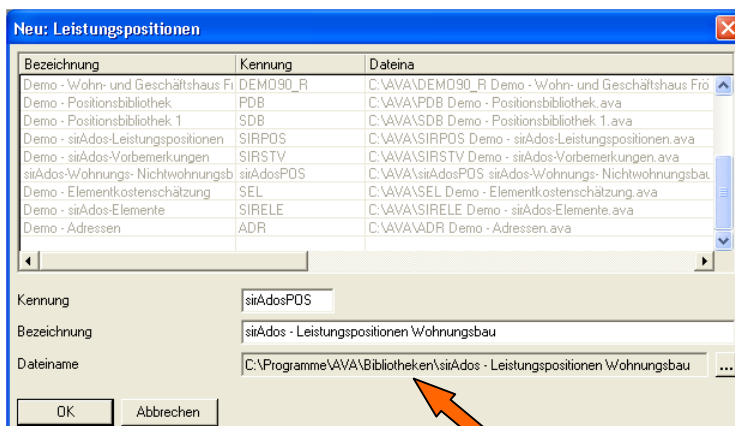 Neu: Leistungspositionen
Bezeichnung Kennung Dateina
Demo - Wohn- und Geschäftshaus Fr DEMO90_R C:\AVA\DEMO90_R Demo - Wohn- und Geschäftshaus Frö
Demo - Positionsbibliothek PDB C:\AVA\PDB Demo - Positionsbibliothek.ava
Demo - Positionsbibliothek 1 SDB C:\AVA\SDB Demo - Positionsbibliothek 1.ava
Demo - sirAdos-Leistungspositionen SIRPOS C:\AVA\SIRPOS Demo - sirAdos-Leistungspositionen.ava
Demo - sirAdos-Vorbemerkungen SIRSTV C:\AVA\SIRSTV Demo - sirAdos-Vorbemerkungen.ava
sirAdos-Wohnungs- Nichtwohnungsb sirAdosPOS C:\AVA\sirAdosPOS sirAdos-Wohnungs- Nichtwohnungsbau
Demo - Elementkostenschätzung SEL C:\AVA\SEL Demo - Elementkostenschätzung.ava
Demo - sirAdos-Elemente SIRELE C:\AVA\SIRELE Demo - sirAdos-Elemente.ava
Demo - Adressen ADR C:\AVA\ADR Demo - Adressen.ava
Kennung sirAdosPOS
Bezeichnung sirAdos - Leistungspositionen Wohnungsbau
Dateiname C:\Programme\AVA\Bibliotheken\sirAdos - Leistungspositionen Wohnungsbau ...
OK Abbrechen